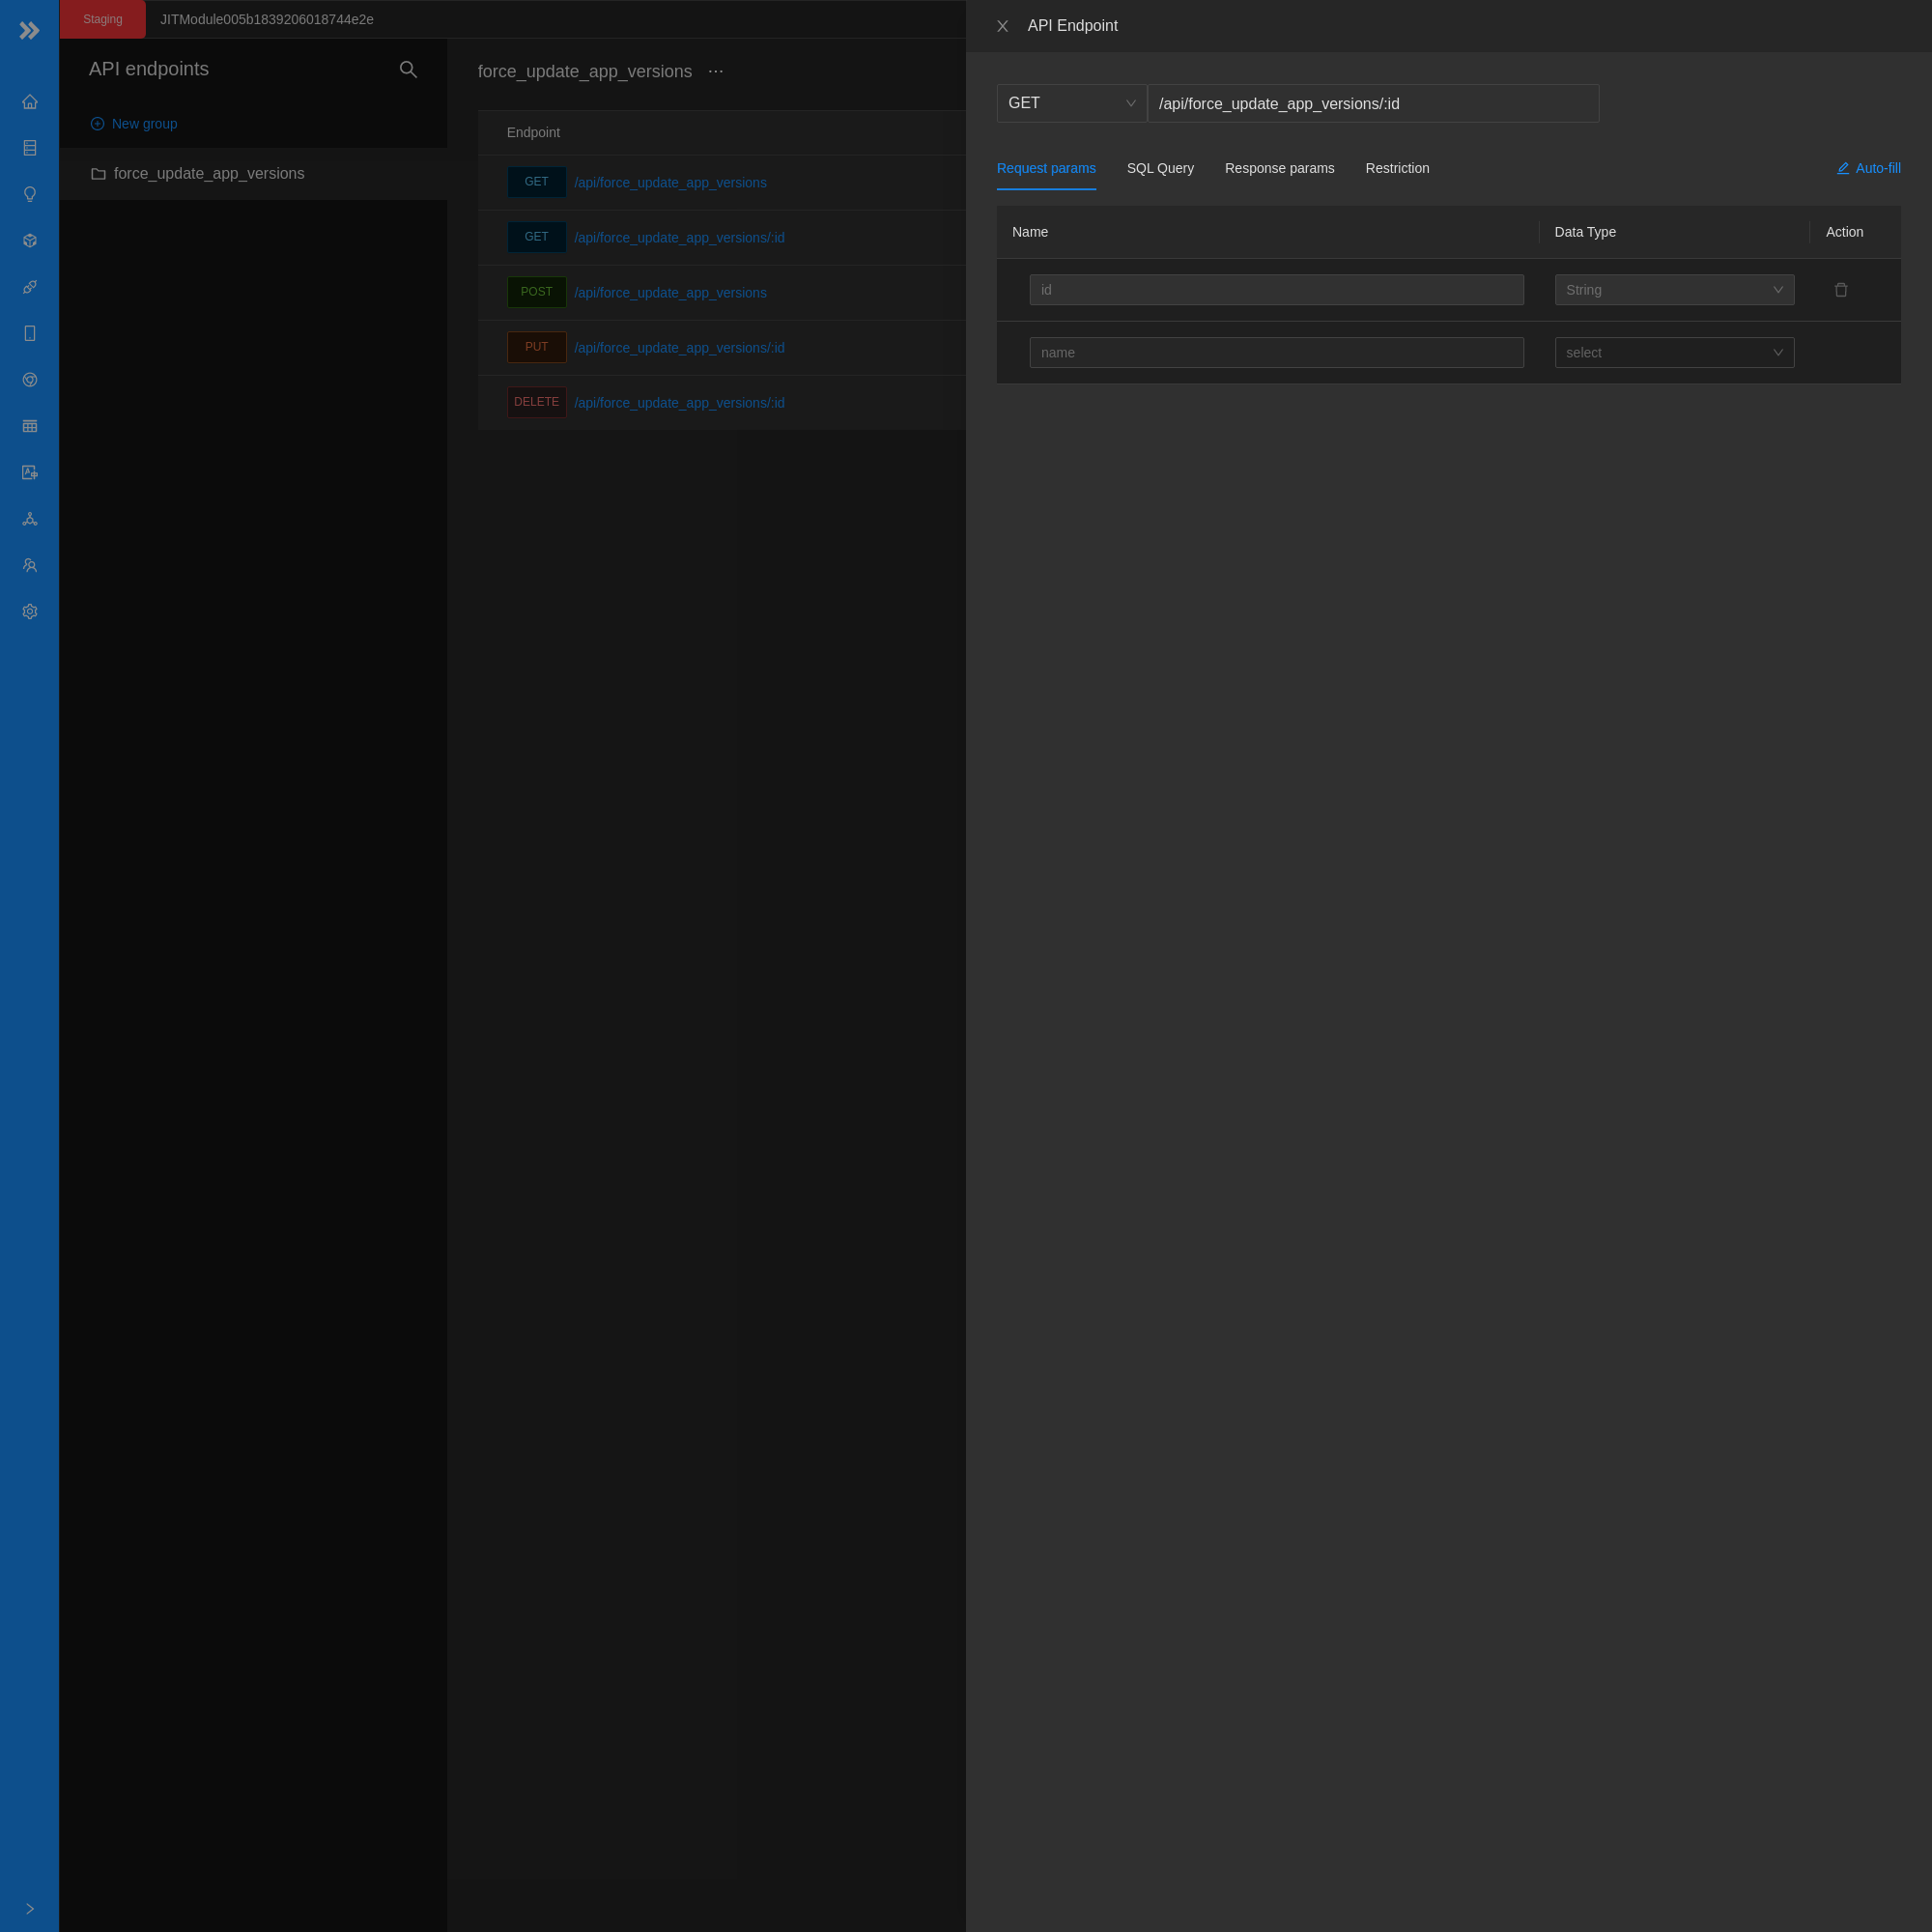 Staging JITModule005b1839206018744e2e
API endpoints
New group
force_update_app_versions
force_update_app_versions ···
Endpoint
GET /api/force_update_app_versions
GET /api/force_update_app_versions/:id
POST /api/force_update_app_versions
PUT /api/force_update_app_versions/:id
DELETE /api/force_update_app_versions/:id
API Endpoint
GET /api/force_update_app_versions/:id
Request params SQL Query Response params Restriction Auto-fill
Name Data Type Action
id String
name select